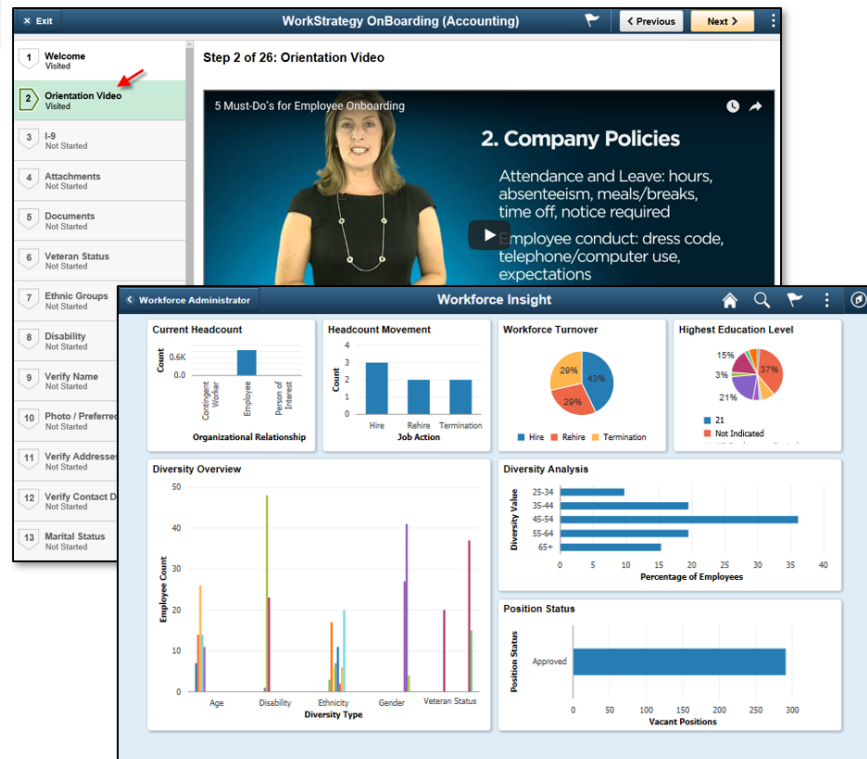 × Exit
WorkStrategy OnBoarding (Accounting)
< Previous
Next >
1 Welcome
Visited
2 Orientation Video
Visited
3 I-9
Not Started
4 Attachments
Not Started
5 Documents
Not Started
6 Veteran Status
Not Started
7 Ethnic Groups
Not Started
8 Disability
Not Started
9 Verify Name
Not Started
10 Photo / Preferred
Not Started
11 Verify Addresses
Not Started
12 Verify Contact D
Not Started
13 Marital Status
Not Started
Step 2 of 26: Orientation Video
5 Must-Do's for Employee Onboarding
2. Company Policies
Attendance and Leave: hours,
absenteeism, meals/breaks,
time off, notice required
Employee conduct: dress code,
telephone/computer use,
expectations
< Workforce Administrator
Workforce Insight
Current Headcount
Count
0.6K
0.0
Contingent
Worker
Employee
Person of
Interest
Organizational Relationship
Headcount Movement
Count
4
3
2
1
0
Hire
Rehire
Termination
Job Action
Workforce Turnover
29%
43%
29%
Hire
Rehire
Termination
Highest Education Level
15%
37%
3%
21%
21
Not Indicated
Diversity Overview
Employee Count
50
40
30
20
10
0
Age
Disability
Ethnicity
Gender
Veteran Status
Diversity Type
Diversity Analysis
Diversity Value
25-34
35-44
45-54
55-64
65+
0 5 10 15 20 25 30 35 40
Percentage of Employees
Position Status
Position Status
Approved
0 50 100 150 200 250 300
Vacant Positions